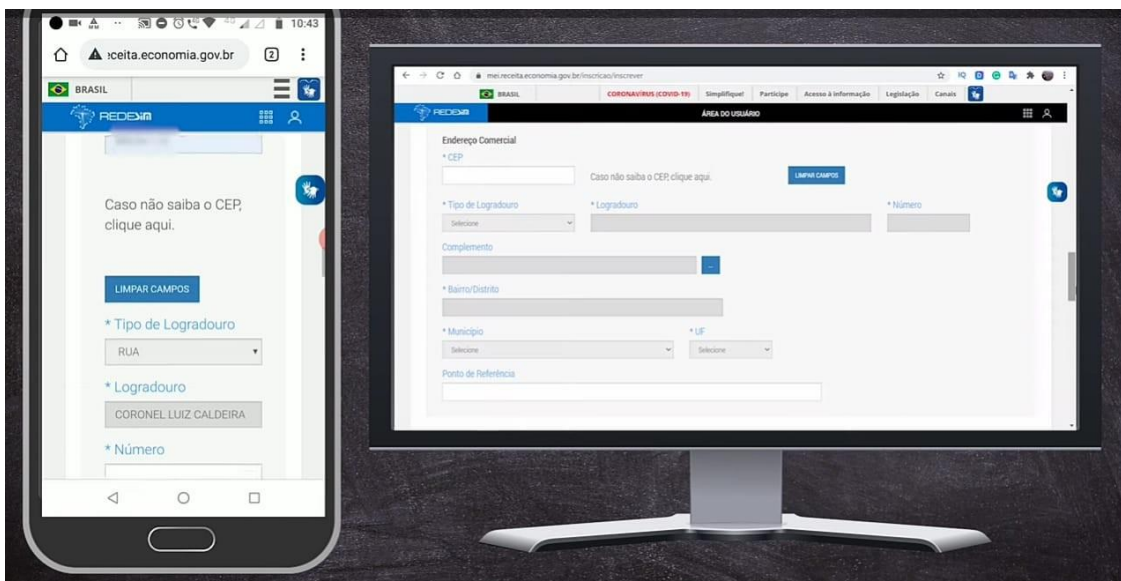 4G
10:43
:eceita.economia.gov.br
2
BRASIL
REDESIM
Caso não saiba o CEP,
clique aqui.
LIMPAR CAMPOS
* Tipo de Logradouro
RUA
* Logradouro
CORONEL LUIZ CALDEIRA
* Número
mei.receita.economia.gov.br/inscricao/inscrever
BRASIL
CORONAVÍRUS (COVID-19)
Simplifique!
Participe
Acesso à informação
Legislação
Canais
REDESIM
ÁREA DO USUÁRIO
Endereço Comercial
* CEP
Caso não saiba o CEP, clique aqui.
LIMPAR CAMPOS
* Tipo de Logradouro
* Logradouro
* Número
Selecione
Complemento
...
* Bairro/Distrito
* Município
* UF
Selecione
Selecione
Ponto de Referência